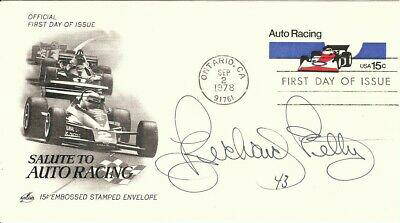 OFFICIAL
FIRST DAY OF ISSUE
SALUTE TO
AUTO RACING
15¢ EMBOSSED STAMPED ENVELOPE
ONTARIO, CA
SEP
2
1978
91761
Auto Racing
USA 15c
FIRST DAY OF ISSUE
Richard Petty
43